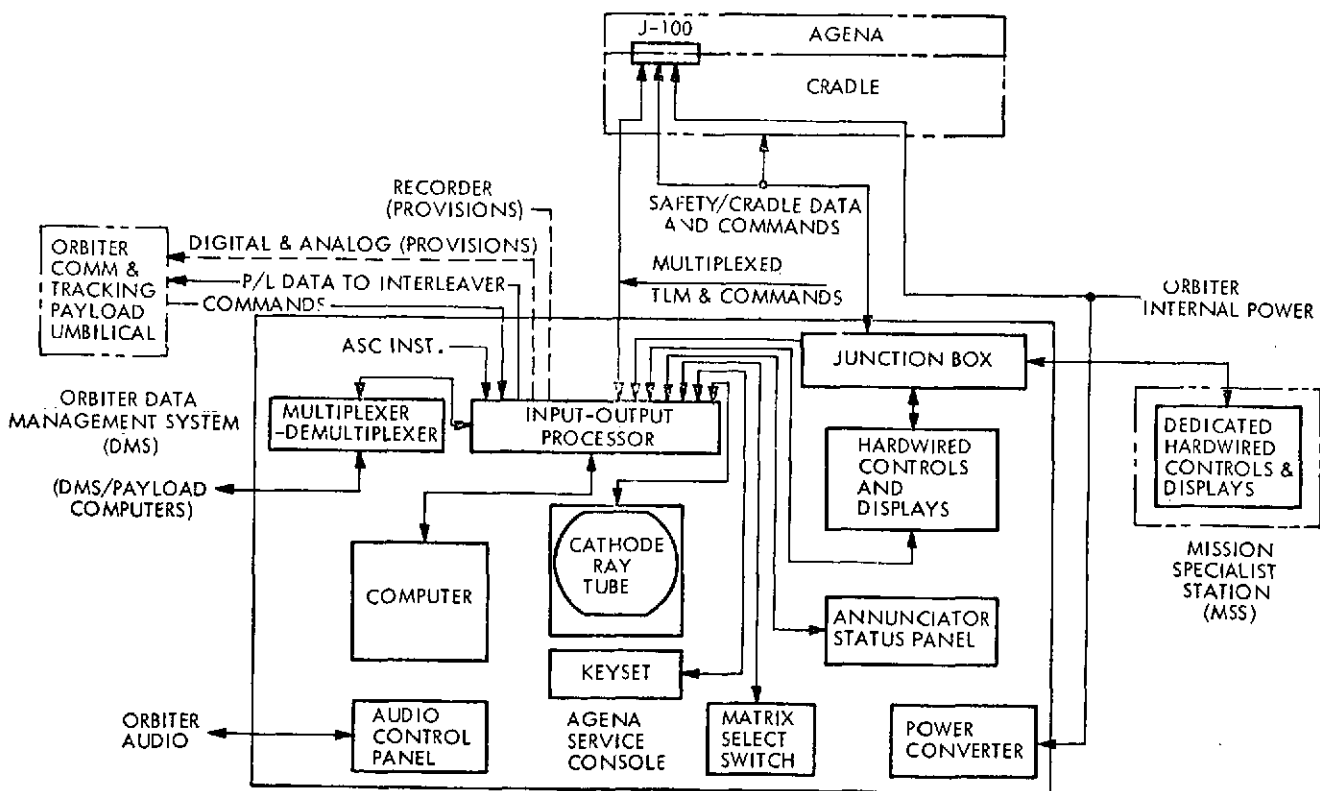 J-100
AGENA
CRADLE
RECORDER
(PROVISIONS)
SAFETY/CRADLE DATA
AND COMMANDS
DIGITAL & ANALOG (PROVISIONS)
ORBITER
COMM &
TRACKING
PAYLOAD
UMBILICAL
P/L DATA TO INTERLEAVER
COMMANDS
MULTIPLEXED
TLM & COMMANDS
ORBITER
INTERNAL POWER
ASC INST.
JUNCTION BOX
ORBITER DATA
MANAGEMENT SYSTEM
(DMS)
MULTIPLEXER
-DEMULTIPLEXER
INPUT-OUTPUT
PROCESSOR
HARDWIRED
CONTROLS
AND
DISPLAYS
DEDICATED
HARDWIRED
CONTROLS &
DISPLAYS
(DMS/PAYLOAD
COMPUTERS)
CATHODE
RAY
TUBE
COMPUTER
MISSION
SPECIALIST
STATION
(MSS)
ANNUNCIATOR
STATUS PANEL
KEYSET
ORBITER
AUDIO
AUDIO
CONTROL
PANEL
AGENA
SERVICE
CONSOLE
MATRIX
SELECT
SWITCH
POWER
CONVERTER